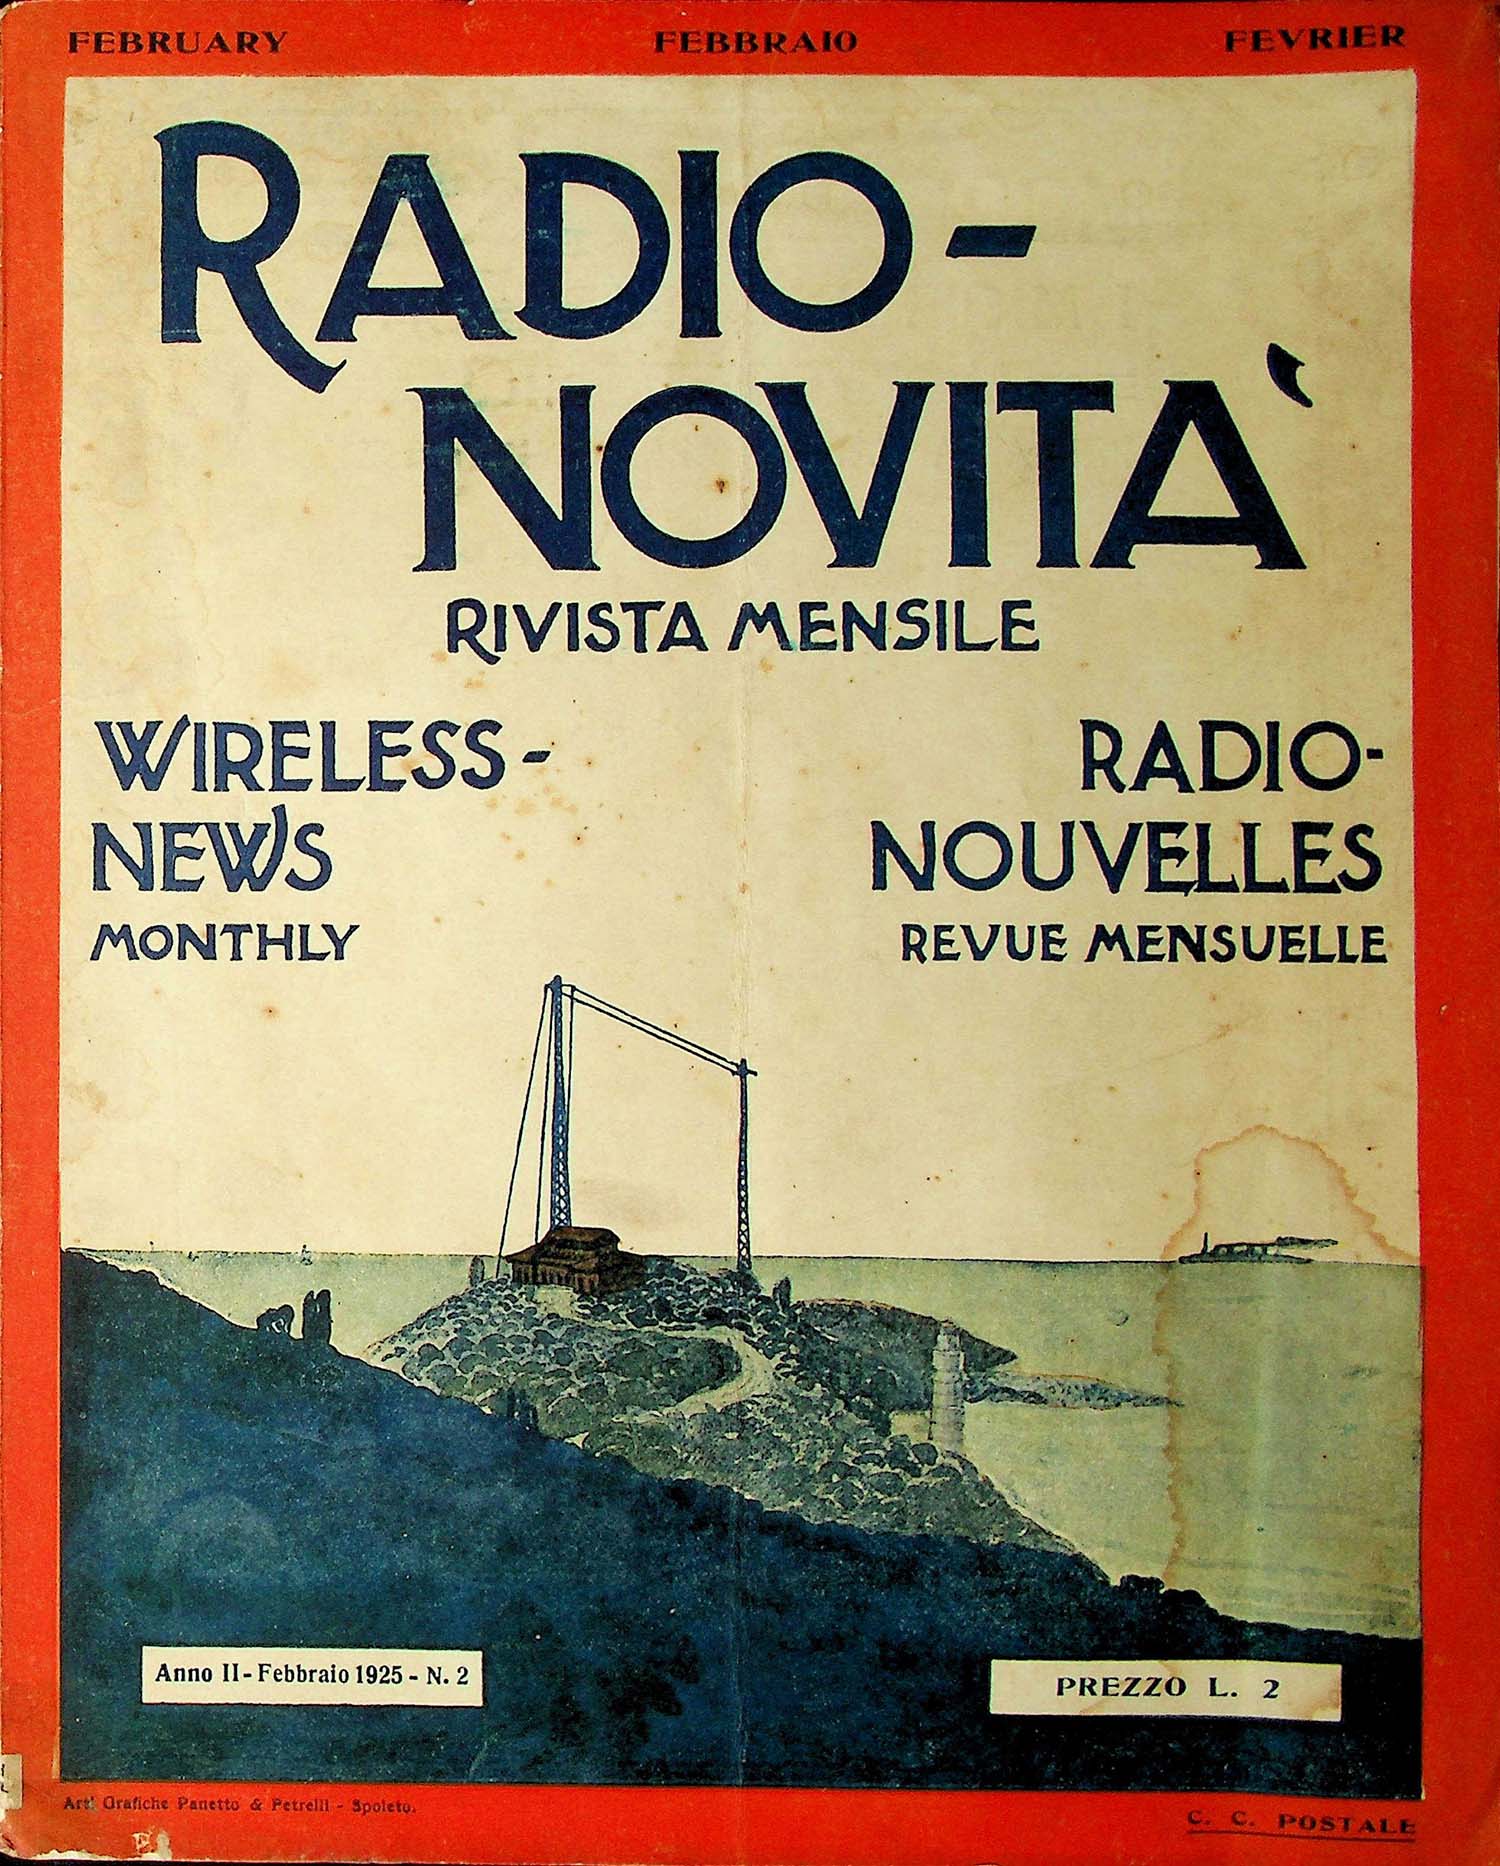 FEBRUARY FEBBRAIO FEVRIER
RADIO-
NOVITA'
RIVISTA MENSILE
WIRELESS-
NEWS
MONTHLY
RADIO-
NOUVELLES
REVUE MENSUELLE
Anno II - Febbraio 1925 - N. 2
PREZZO L. 2
Arti Grafiche Panetto & Petrelli - Spoleto.
C. C. POSTALE